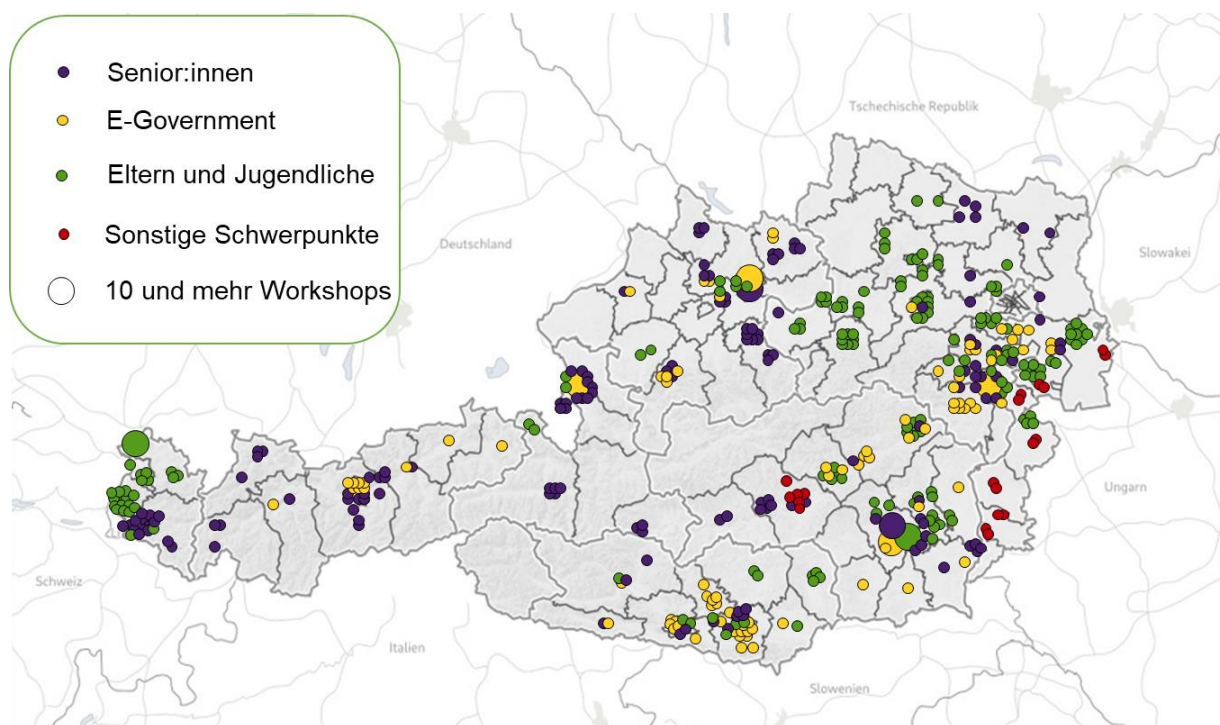 Senior:innen
E-Government
Eltern und Jugendliche
Sonstige Schwerpunkte
10 und mehr Workshops
Tschechische Republik
Deutschland
Slowakei
Ungarn
Schweiz
Italien
Slowenien